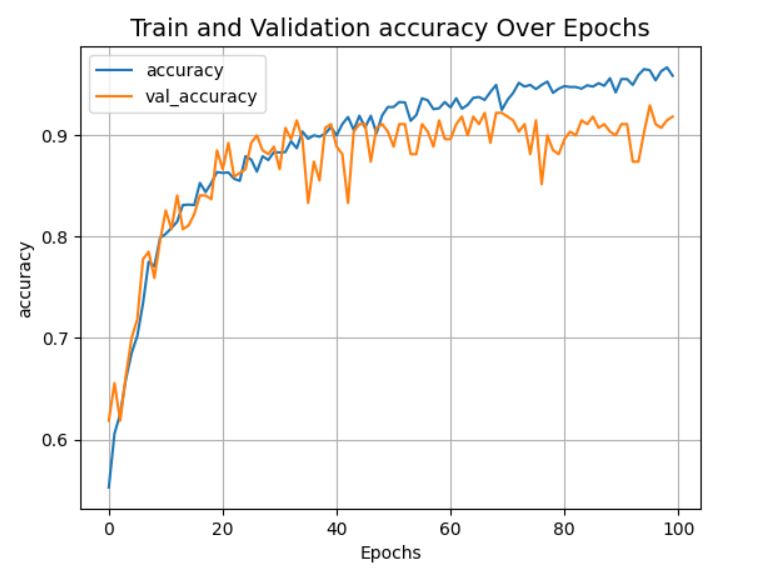 Train and Validation accuracy Over Epochs
accuracy
val_accuracy
0.9
0.8
0.7
0.6
accuracy
0 20 40 60 80 100
Epochs